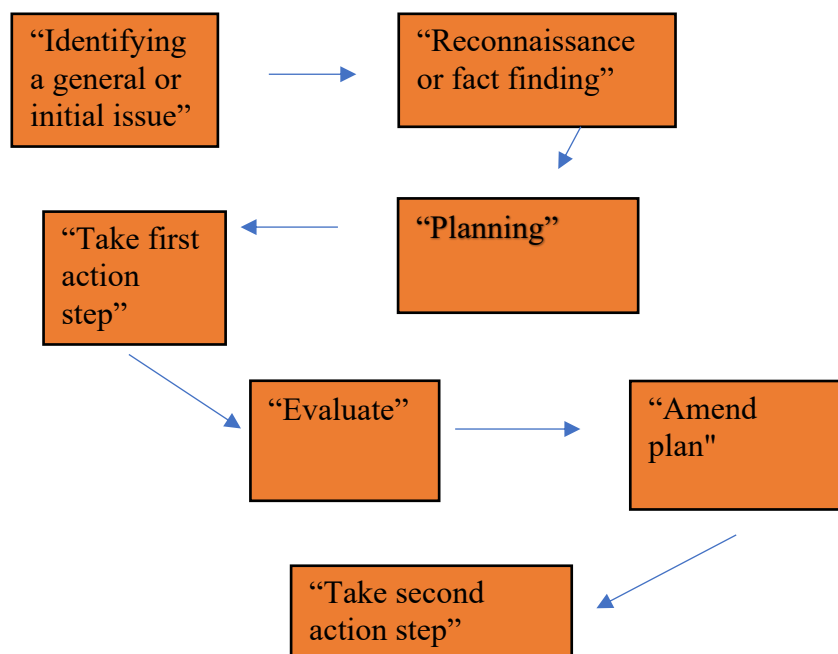 “Identifying
a general or
initial issue”
“Reconnaissance
or fact finding”
“Planning”
“Take first
action
step”
“Evaluate”
“Amend
plan"
“Take second
action step”